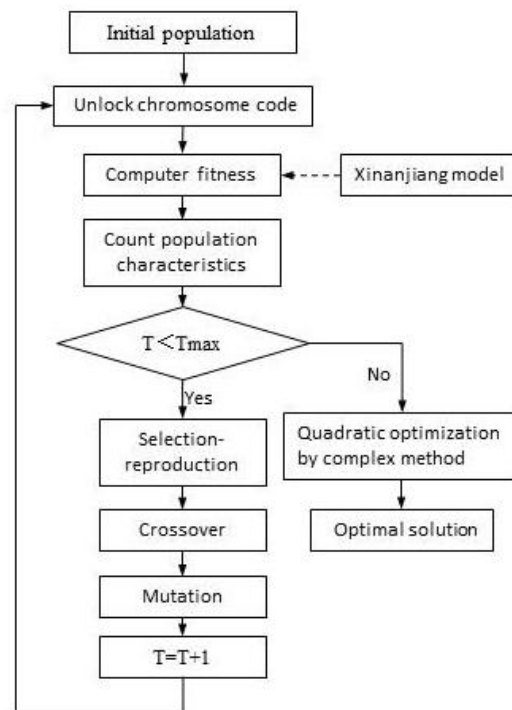 Initial population
Unlock chromosome code
Computer fitness
Xinanjiang model
Count population
characteristics
T＜Tmax
No
Yes
Selection-
reproduction
Quadratic optimization
by complex method
Crossover
Optimal solution
Mutation
T=T+1